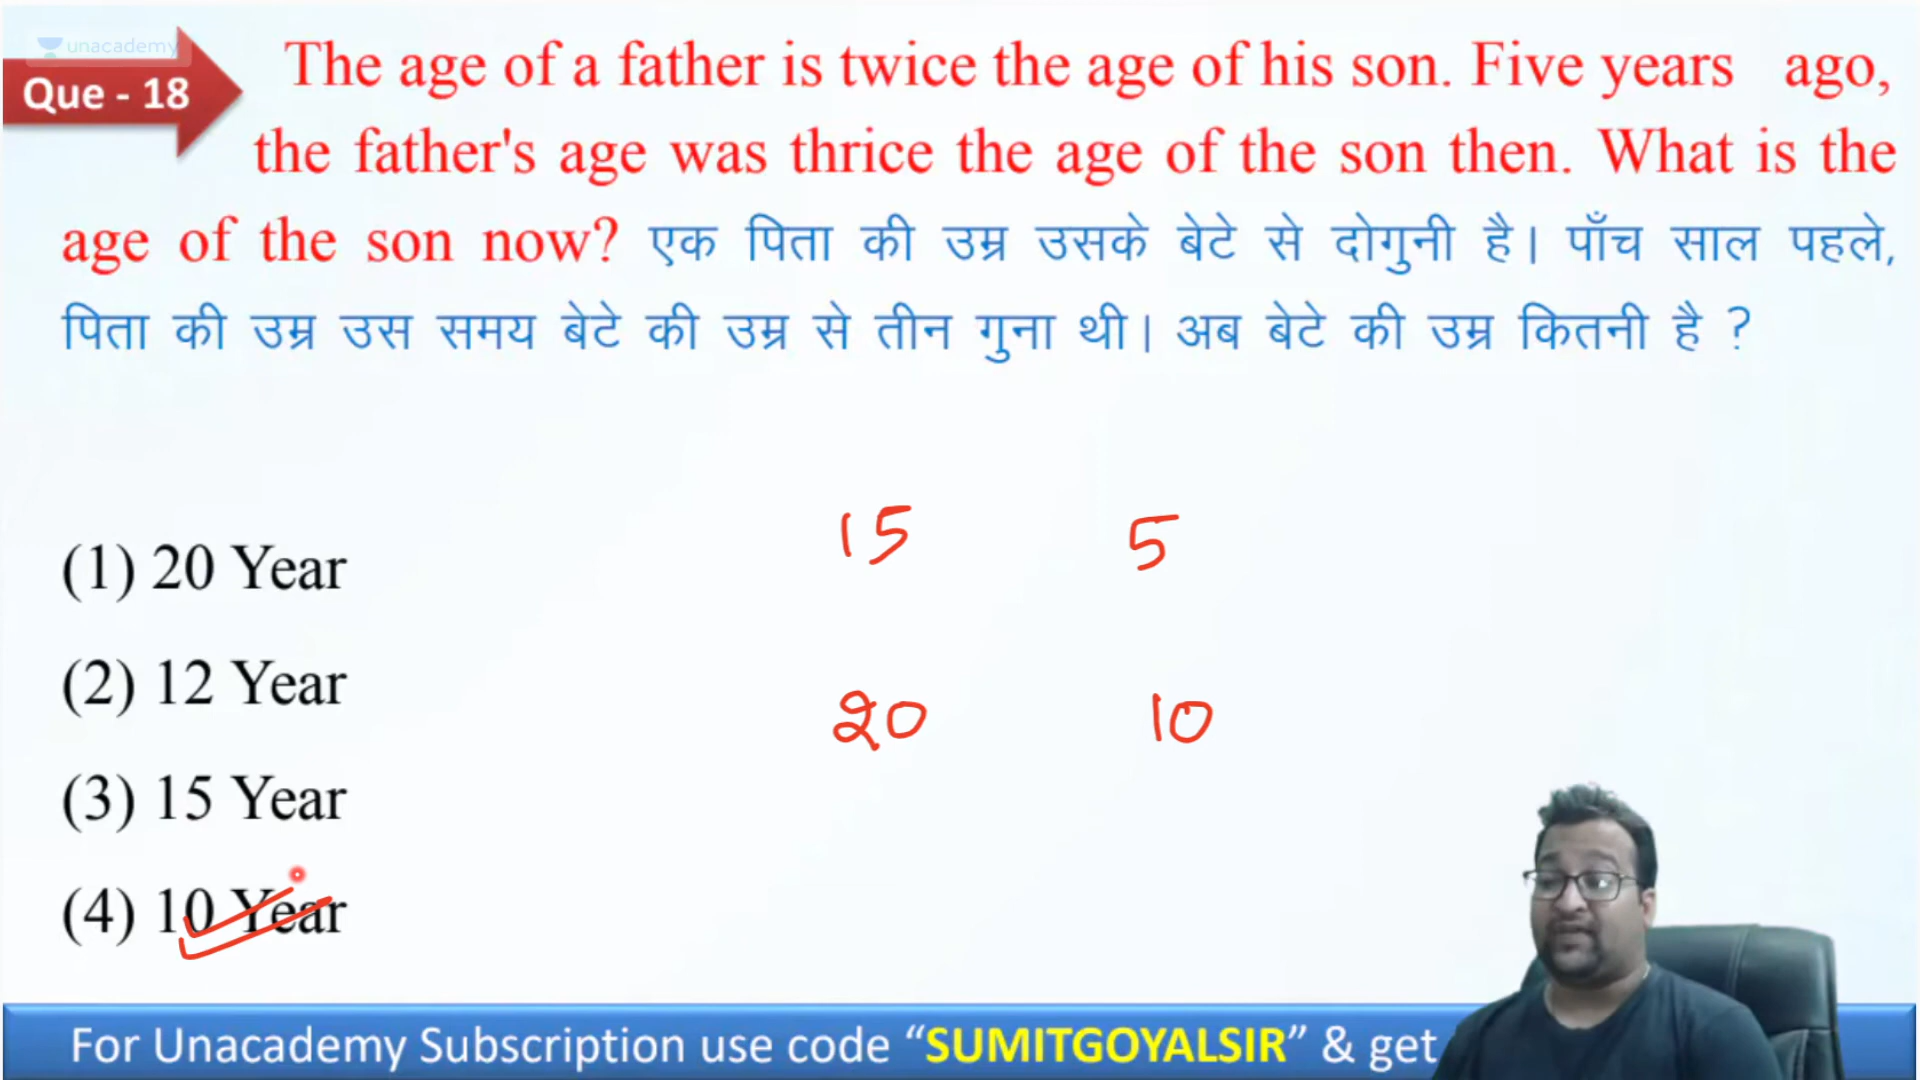 unacademy
Que - 18
The age of a father is twice the age of his son. Five years ago,
the father's age was thrice the age of the son then. What is the
age of the son now? एक पिता की उम्र उसके बेटे से दोगुनी है। पाँच साल पहले,
पिता की उम्र उस समय बेटे की उम्र से तीन गुना थी। अब बेटे की उम्र कितनी है ?
15 5
(1) 20 Year
(2) 12 Year
20 10
(3) 15 Year
(4) 10 Year
For Unacademy Subscription use code “SUMITGOYALSIR” & get